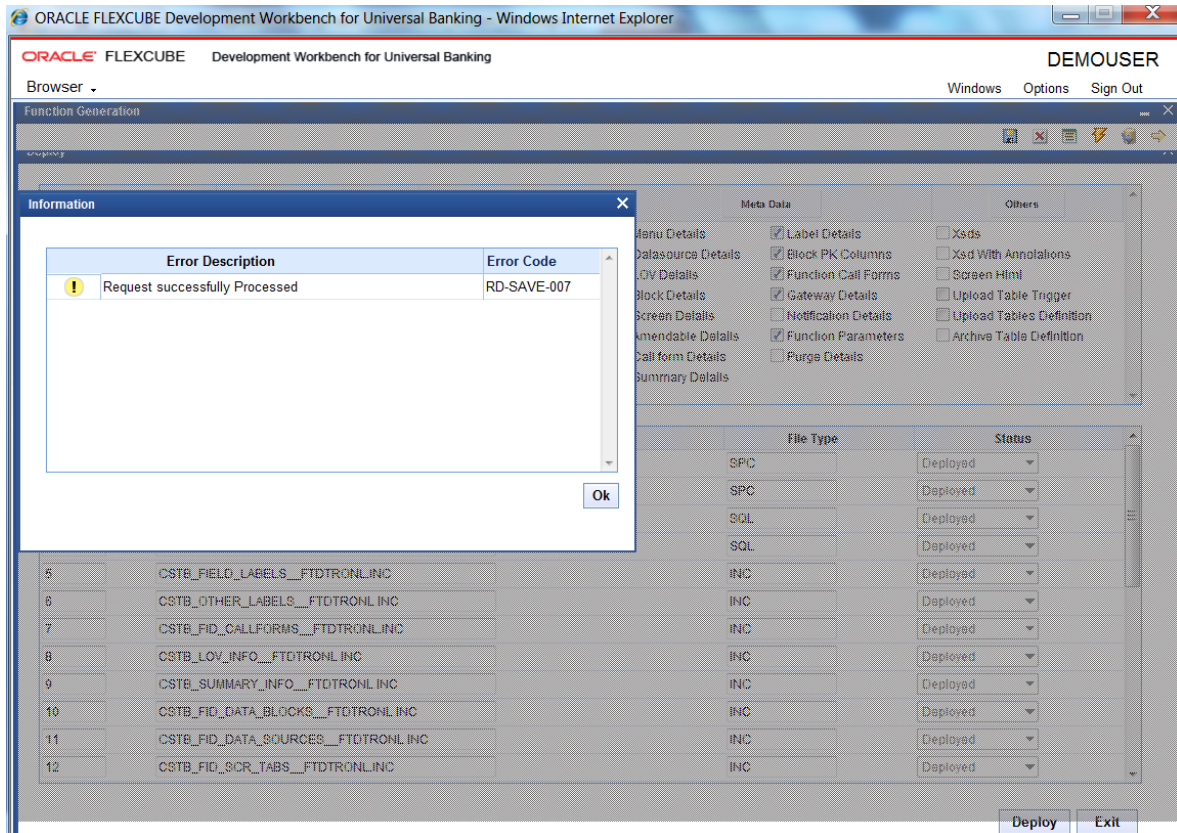 ORACLE FLEXCUBE Development Workbench for Universal Banking - Windows Internet Explorer
ORACLE FLEXCUBE Development Workbench for Universal Banking DEMOUSER
Browser Windows Options Sign Out
Function Generation
Deploy
Information
Error Description Error Code
Request successfully Processed RD-SAVE-007
Ok
Meta Data Others
Menu Details Label Details Xsds
Datasource Details Block PK Columns Xsd With Annotations
LOV Details Function Call Forms Screen Html
Block Details Gateway Details Upload Table Trigger
Screen Details Notification Details Upload Tables Definition
Amendable Details Function Parameters Archive Table Definition
Call form Details Purge Details
Summary Details
File Type Status
SPC Deployed
SPC Deployed
SQL Deployed
SQL Deployed
5 CSTB_FIELD_LABELS__FTDTRONL.INC INC Deployed
6 CSTB_OTHER_LABELS__FTDTRONL.INC INC Deployed
7 CSTB_FID_CALLFORMS__FTDTRONL.INC INC Deployed
8 CSTB_LOV_INFO__FTDTRONL.INC INC Deployed
9 CSTB_SUMMARY_INFO__FTDTRONL.INC INC Deployed
10 CSTB_FID_DATA_BLOCKS__FTDTRONL.INC INC Deployed
11 CSTB_FID_DATA_SOURCES__FTDTRONL.INC INC Deployed
12 CSTB_FID_SCR_TABS__FTDTRONL.INC INC Deployed
Deploy Exit